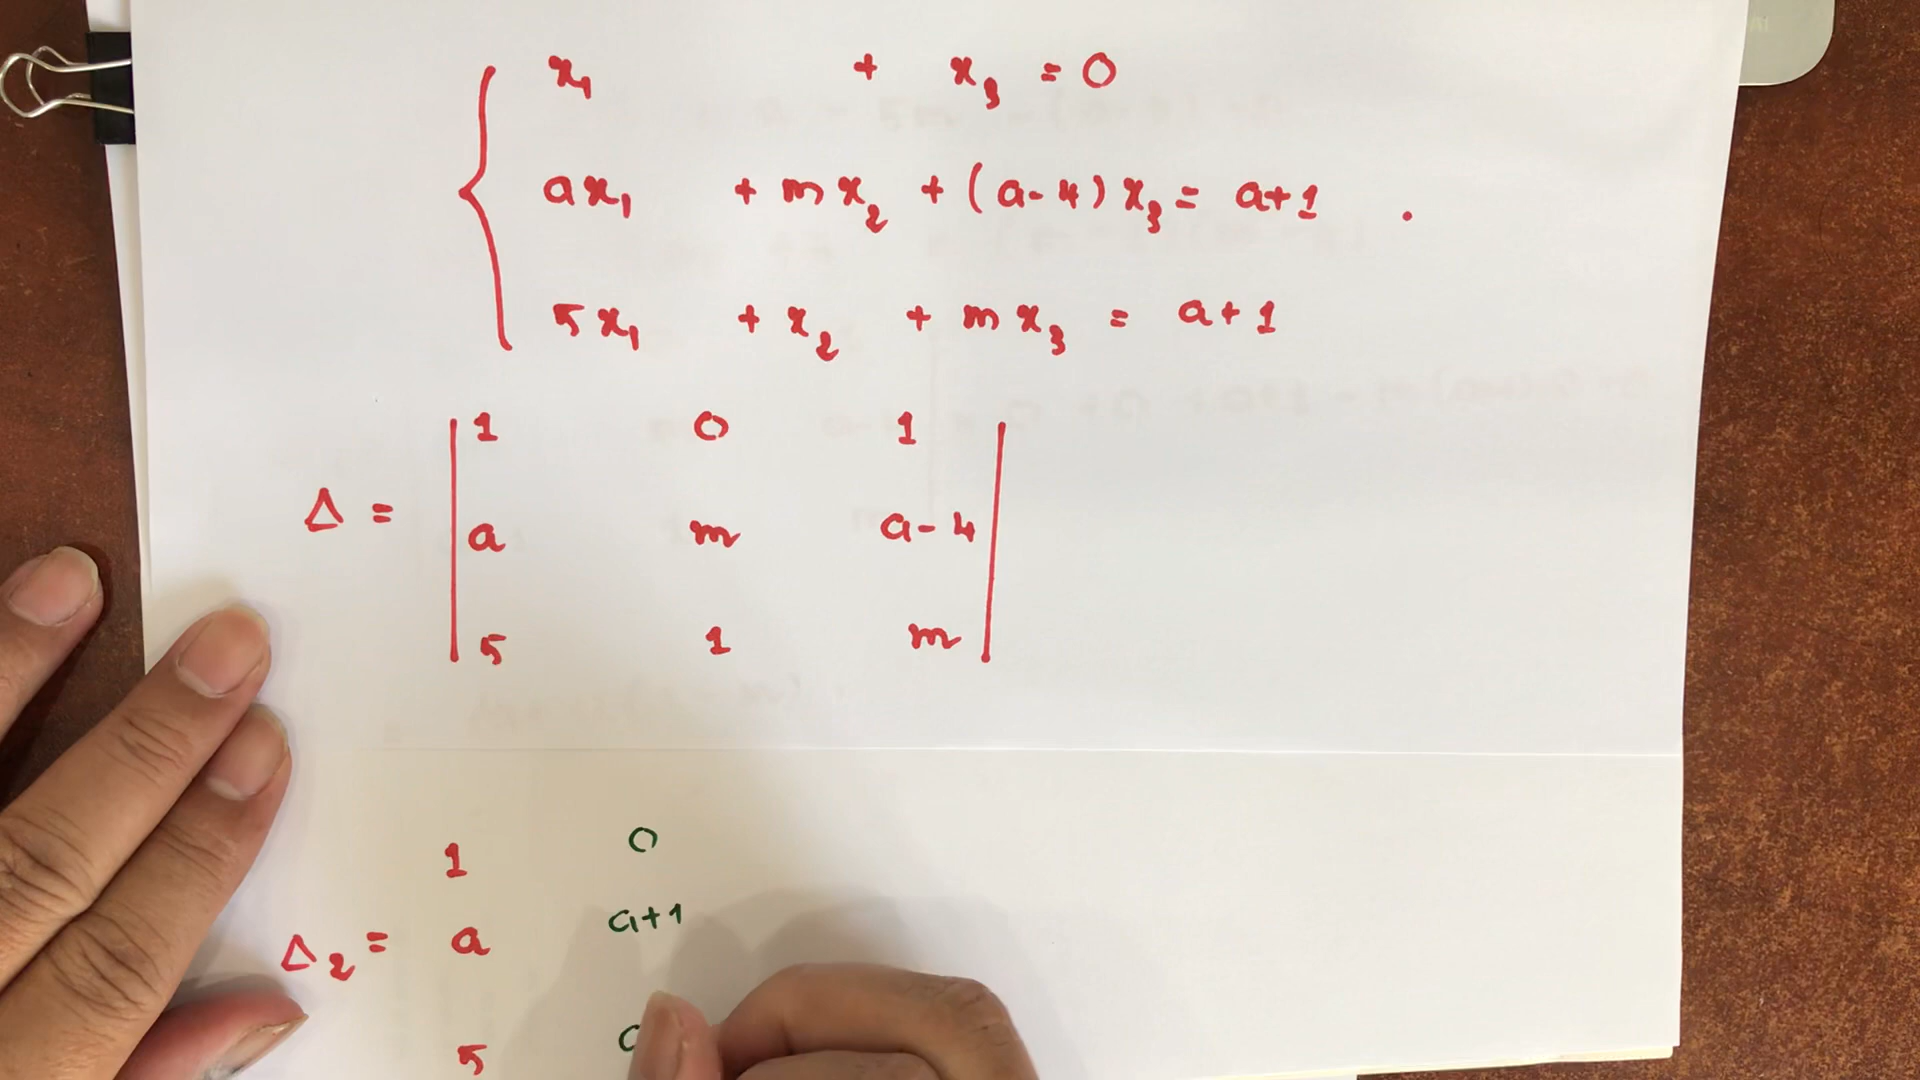 x₁ + x₃ = 0
ax₁ + mx₂ + (a-4)x₃ = a+1 .
5x₁ + x₂ + mx₃ = a+1
1 0 1
Δ = a m a-4
5 1 m
1 0
Δ₂ = a a+1
5